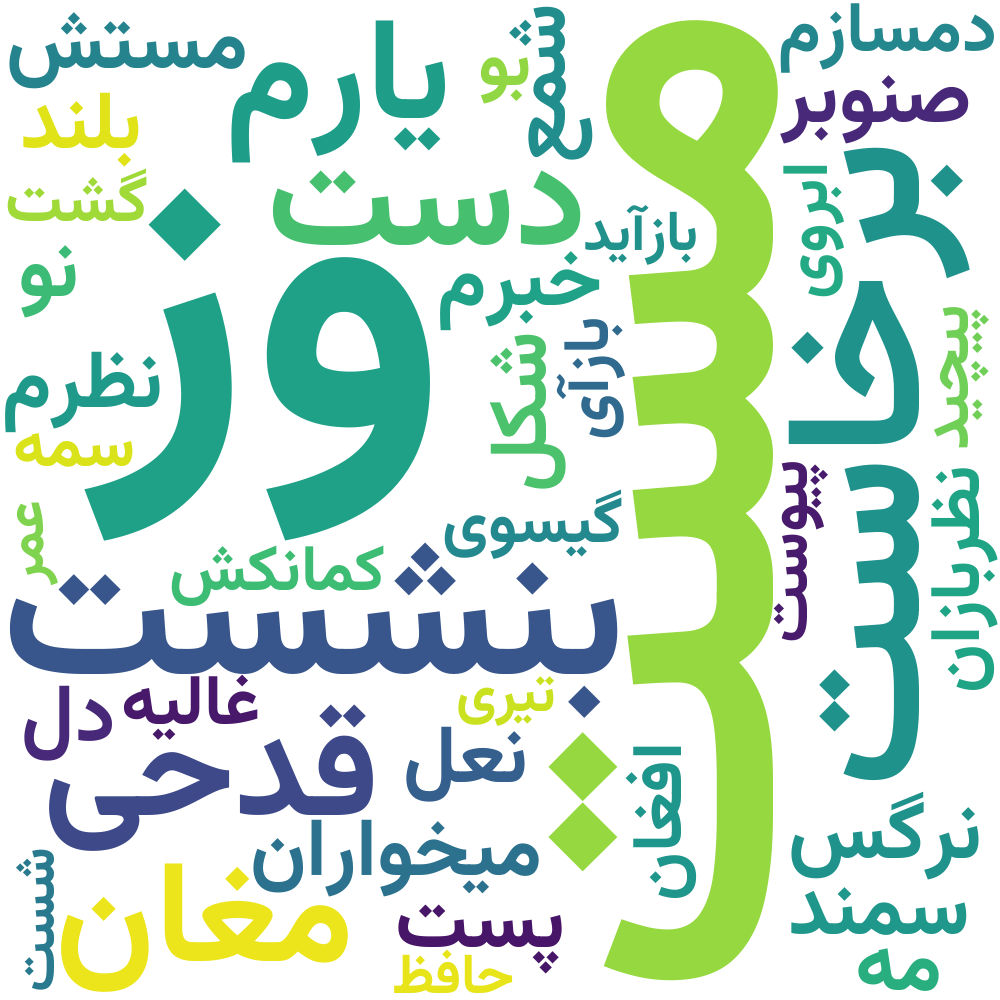 دمسازم
صنوبر
مستش
یارم
بو
شمع
بلند
گشت
نو
دست
بازآید
ابروی
برخاست
مست
وز
خبرم
شکل
بازآی
پیچید
نظرم
سمه
عمر
گیسوی
پیوست
نظربازان
کمانکش
بنشست
غالیه
دل
تیری
قدحی
نعل
افغان
نرگس
میخواران
شست
مغان
پست
سمند
حافظ
مه